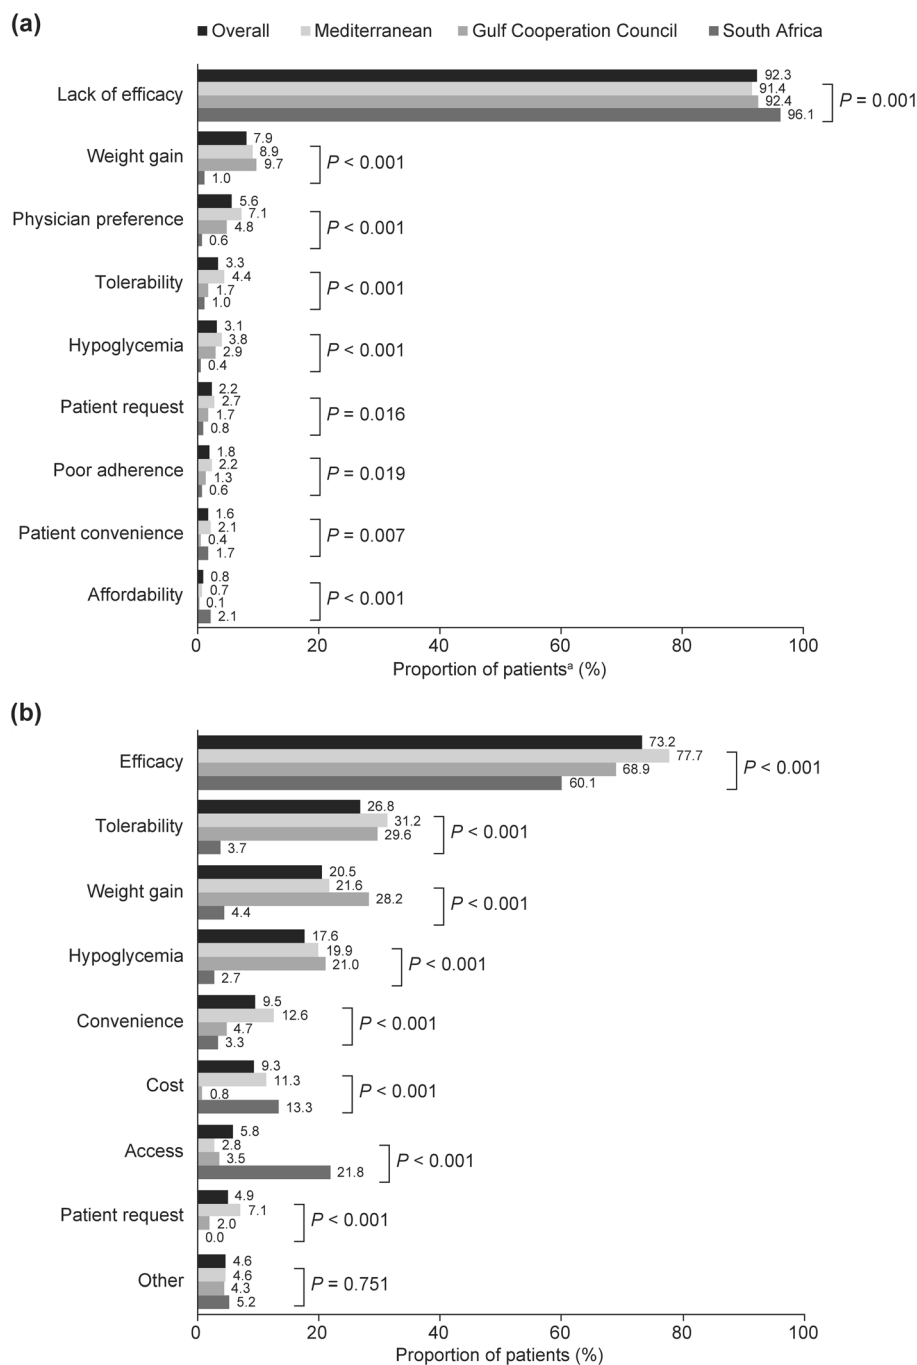 (a)
Overall Mediterranean Gulf Cooperation Council South Africa
Lack of efficacy
92.3
91.4
92.4
96.1
P = 0.001
Weight gain
7.9
8.9
9.7
1.0
P < 0.001
Physician preference
5.6
7.1
4.8
0.6
P < 0.001
Tolerability
3.3
4.4
1.7
1.0
P < 0.001
Hypoglycemia
3.1
3.8
2.9
0.4
P < 0.001
Patient request
2.2
2.7
1.7
0.8
P = 0.016
Poor adherence
1.8
2.2
1.3
0.6
P = 0.019
Patient convenience
1.6
2.1
0.4
1.7
P = 0.007
Affordability
0.8
0.7
0.1
2.1
P < 0.001
0 20 40 60 80 100
Proportion of patientsᵃ (%)
(b)
Efficacy
73.2
77.7
68.9
60.1
P < 0.001
Tolerability
26.8
31.2
29.6
3.7
P < 0.001
Weight gain
20.5
21.6
28.2
4.4
P < 0.001
Hypoglycemia
17.6
19.9
21.0
2.7
P < 0.001
Convenience
9.5
12.6
4.7
3.3
P < 0.001
Cost
9.3
11.3
0.8
13.3
P < 0.001
Access
5.8
2.8
3.5
21.8
P < 0.001
Patient request
4.9
7.1
2.0
0.0
P < 0.001
Other
4.6
4.6
4.3
5.2
P = 0.751
0 20 40 60 80 100
Proportion of patients (%)